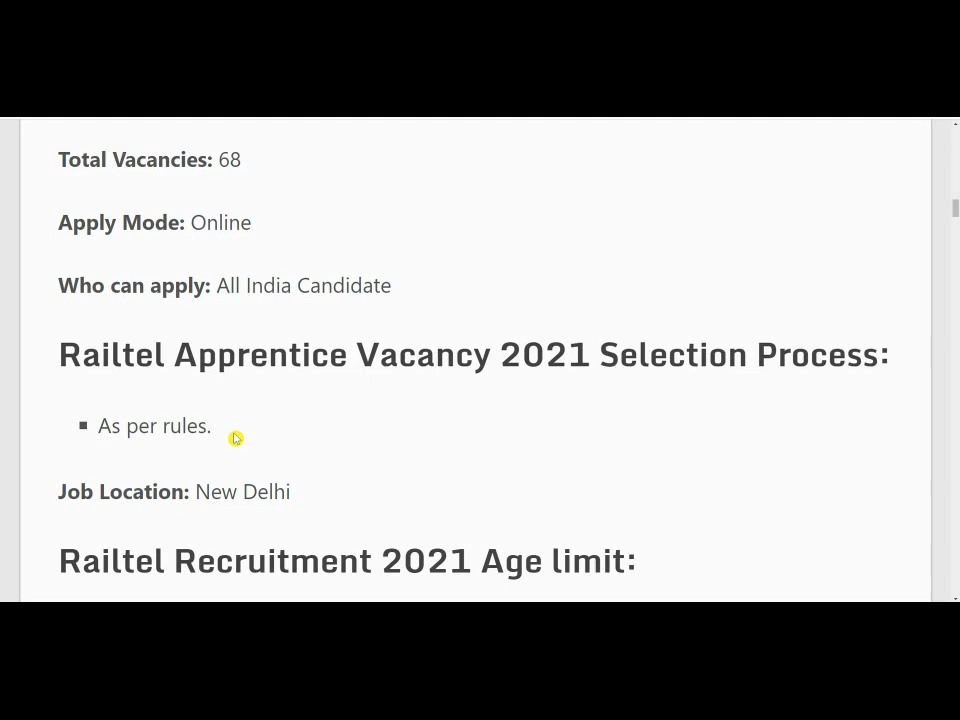 Total Vacancies: 68
Apply Mode: Online
Who can apply: All India Candidate
Railtel Apprentice Vacancy 2021 Selection Process:
As per rules.
Job Location: New Delhi
Railtel Recruitment 2021 Age limit: